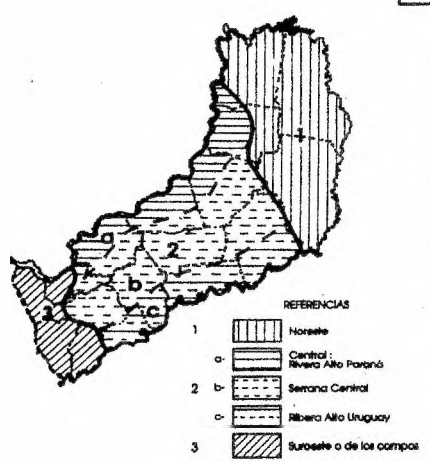 1
a
2
b
c
3
REFERENCIAS
1 Noreste
a- Central :
Rivera Alto Paraná
2 b- Serrana Central
c- Ribera Alto Uruguay
3 Suroeste o de los campos